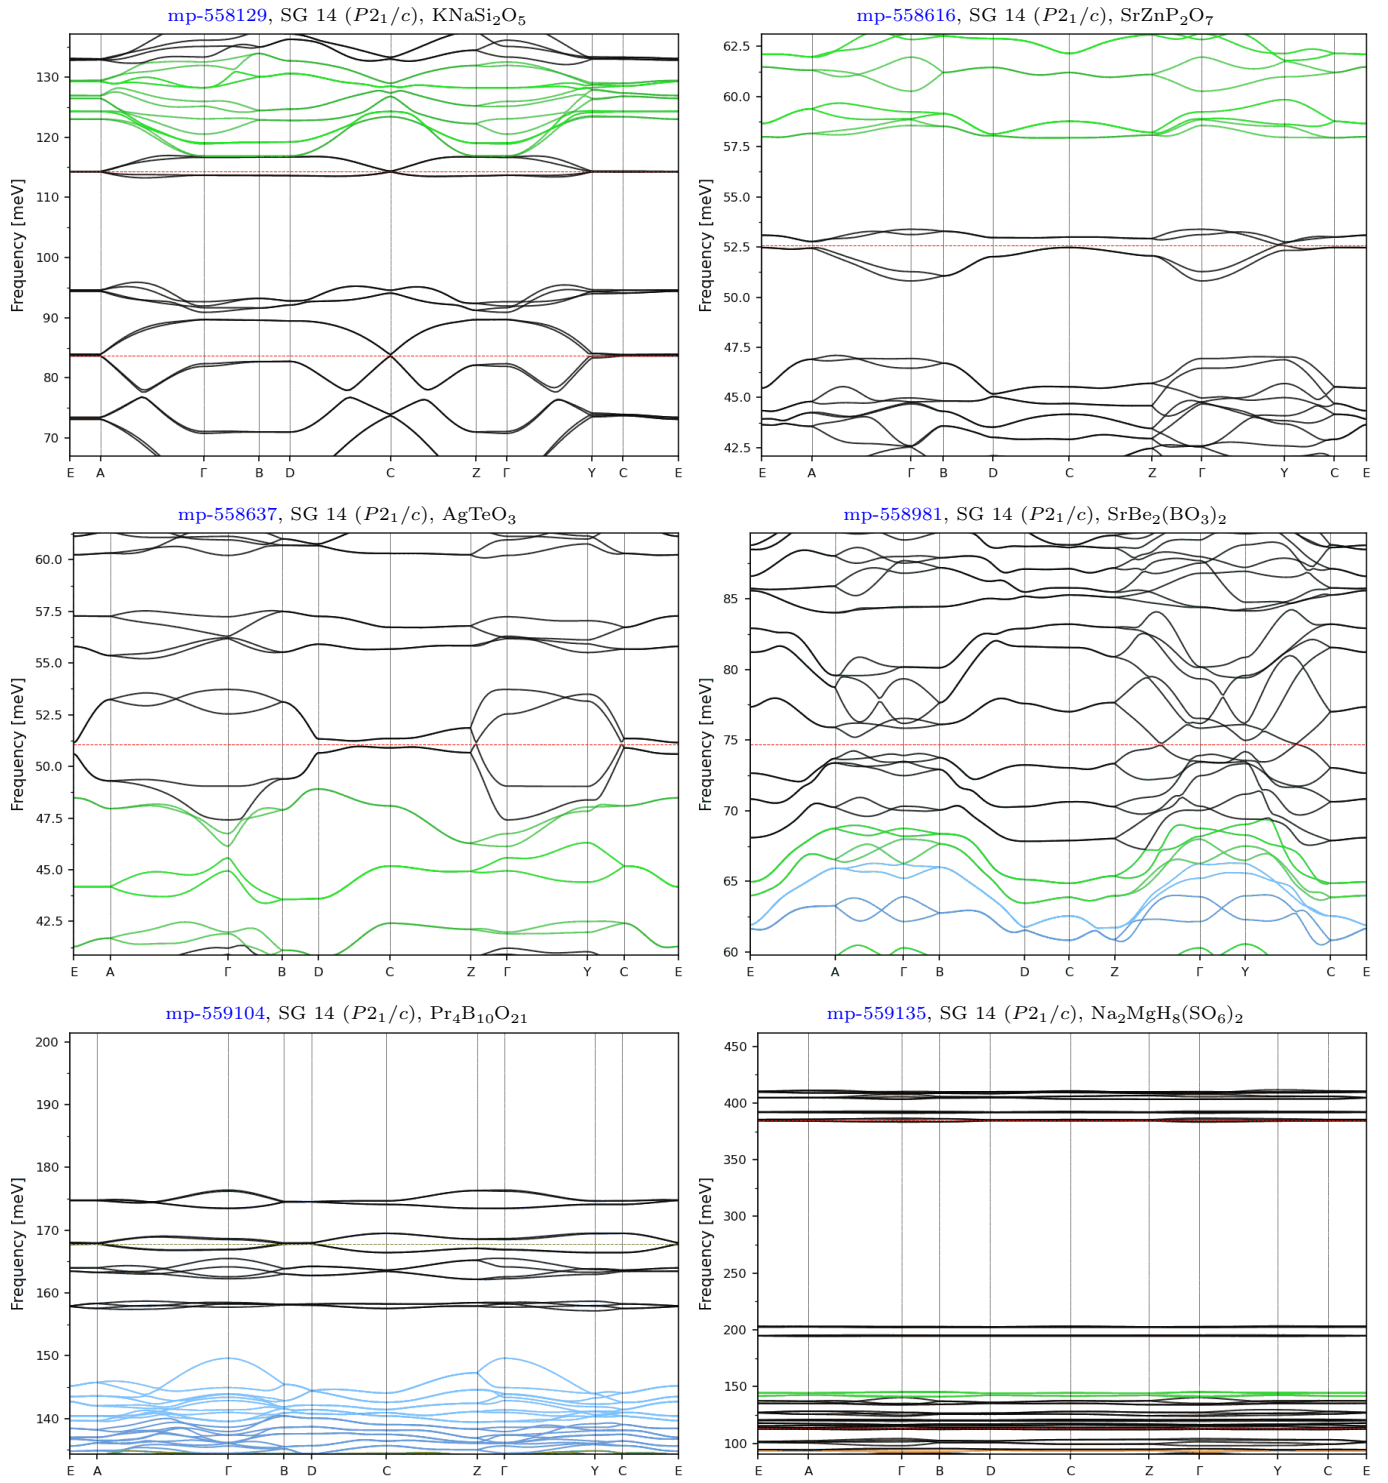 mp-558129, SG 14 (P2₁/c), KNaSi₂O₅
Frequency [meV]
130
120
110
100
90
80
70
E A Γ B D C Z Γ Y C E
mp-558616, SG 14 (P2₁/c), SrZnP₂O₇
Frequency [meV]
62.5
60.0
57.5
55.0
52.5
50.0
47.5
45.0
42.5
E A Γ B D C Z Γ Y C E
mp-558637, SG 14 (P2₁/c), AgTeO₃
Frequency [meV]
60.0
57.5
55.0
52.5
50.0
47.5
45.0
42.5
E A Γ B D C Z Γ Y C E
mp-558981, SG 14 (P2₁/c), SrBe₂(BO₃)₂
Frequency [meV]
85
80
75
70
65
60
E A Γ B D C Z Γ Y C E
mp-559104, SG 14 (P2₁/c), Pr₄B₁₀O₂₁
Frequency [meV]
200
190
180
170
160
150
140
E A Γ B D C Z Γ Y C E
mp-559135, SG 14 (P2₁/c), Na₂MgH₈(SO₆)₂
Frequency [meV]
450
400
350
300
250
200
150
100
E A Γ B D C Z Γ Y C E